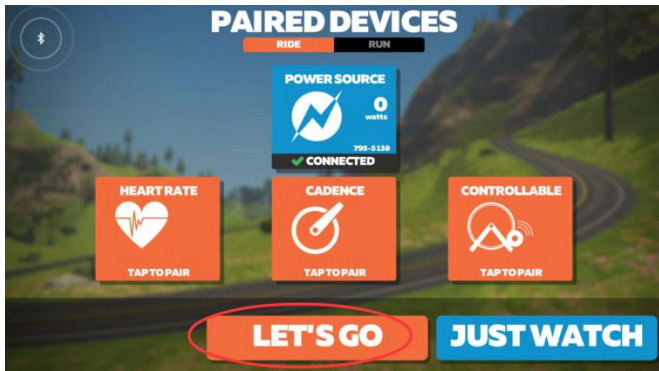 PAIRED DEVICES
RIDE RUN
POWER SOURCE
0
watts
795-5138
CONNECTED
HEART RATE CADENCE CONTROLLABLE
TAP TO PAIR TAP TO PAIR TAP TO PAIR
LET'S GO JUST WATCH